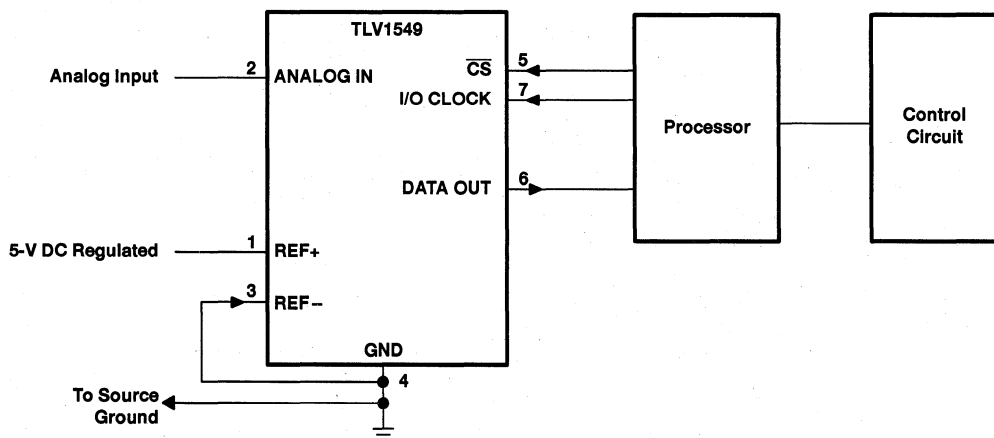 TLV1549
Analog Input
2
ANALOG IN
CS
5
I/O CLOCK
7
DATA OUT
6
5-V DC Regulated
1
REF+
3
REF–
GND
4
To Source
Ground
Processor
Control
Circuit